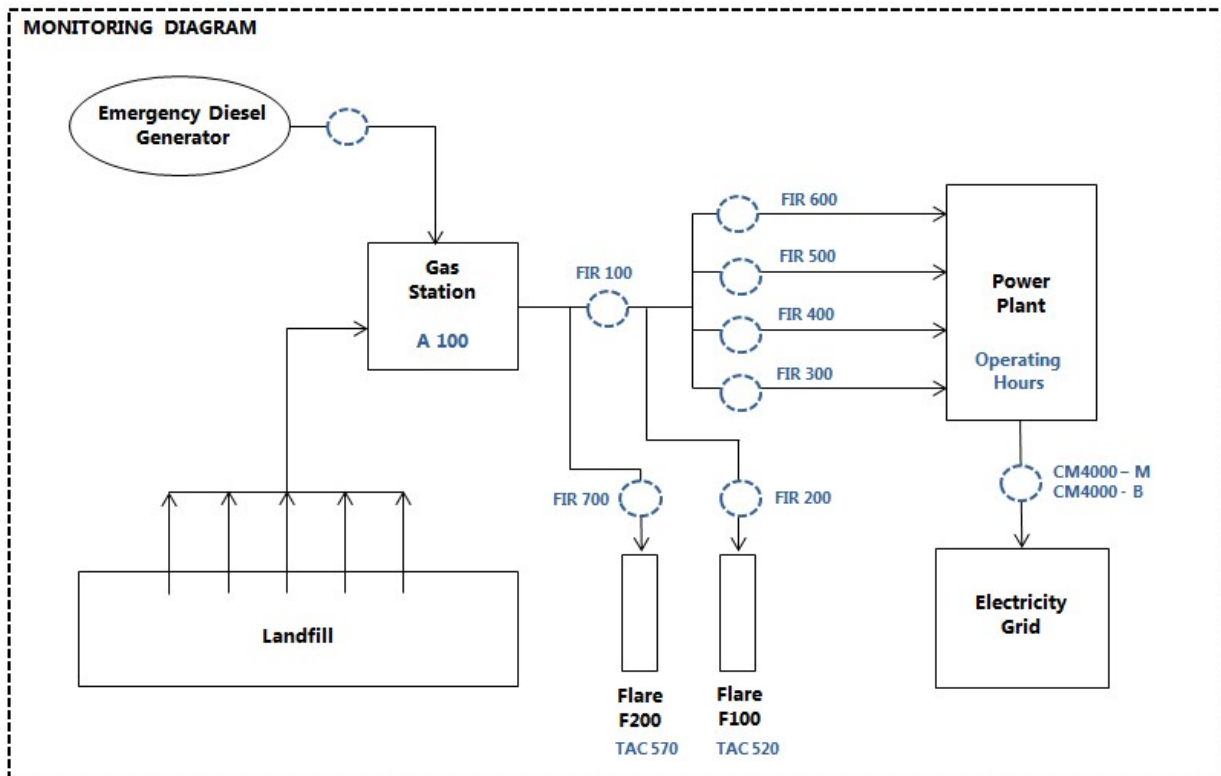 MONITORING DIAGRAM
Emergency Diesel
Generator
Gas
Station
A 100
FIR 100
FIR 600
FIR 500
FIR 400
FIR 300
Power
Plant
Operating
Hours
CM4000 – M
CM4000 - B
FIR 700
FIR 200
Landfill
Electricity
Grid
Flare
F200
TAC 570
Flare
F100
TAC 520